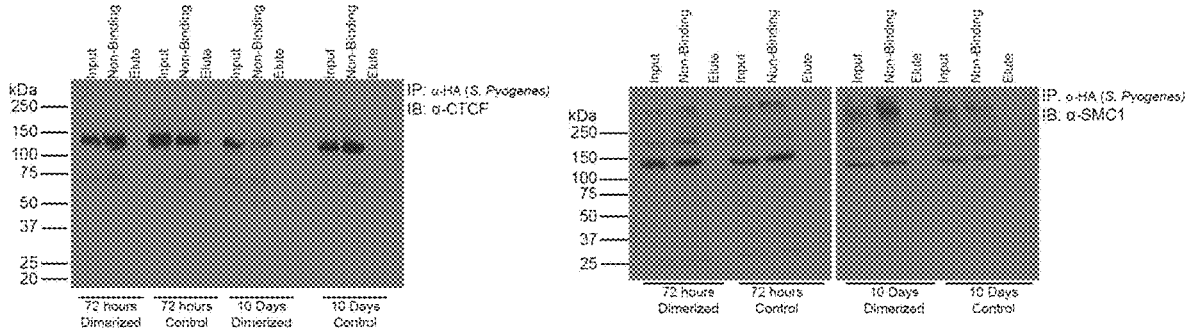 Input Non-Binding Elute Input Non-Binding Elute Input Non-Binding Elute Input Non-Binding Elute
kDa
250
150
100
75
50
37
25
20
IP: α-HA (S. Pyogenes)
IB: α-CTCF
72 hours Dimerized
72 hours Control
10 Days Dimerized
10 Days Control
Input Non-Binding Elute Input Non-Binding Elute Input Non-Binding Elute Input Non-Binding Elute
kDa
250
150
100
75
50
37
25
IP: α-HA (S. Pyogenes)
IB: α-SMC1
72 hours Dimerized
72 hours Control
10 Days Dimerized
10 Days Control